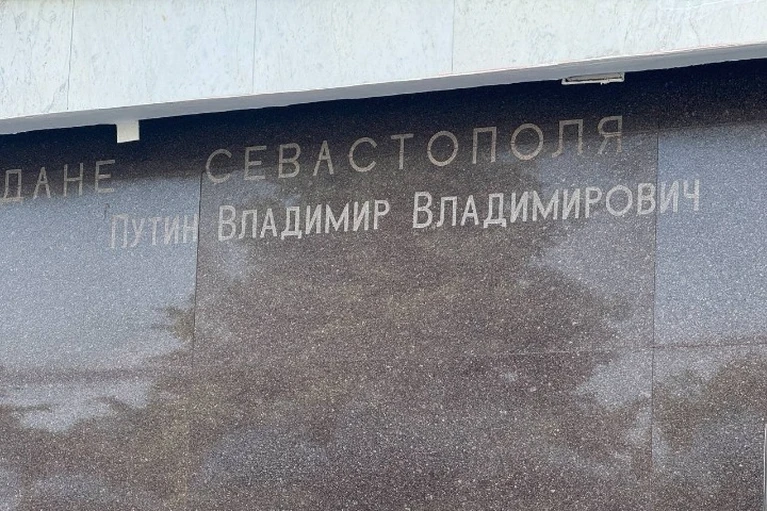 ДАНЕ СЕВАСТОПОЛЯ
ПУТИН ВЛАДИМИР ВЛАДИМИРОВИЧ